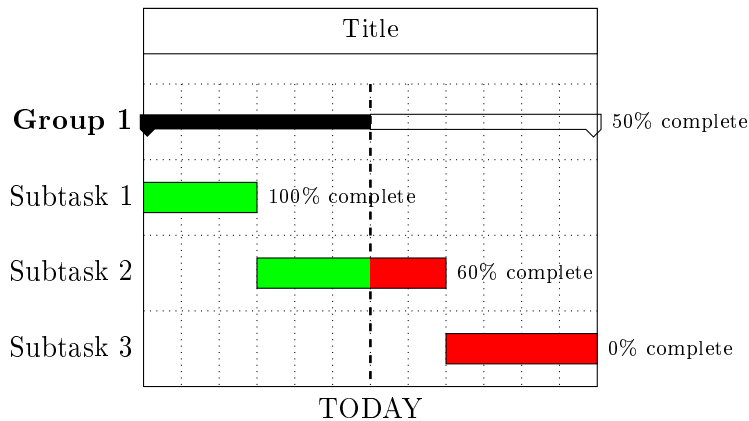 Title
Group 1 50% complete
Subtask 1 100% complete
Subtask 2 60% complete
Subtask 3 0% complete
TODAY